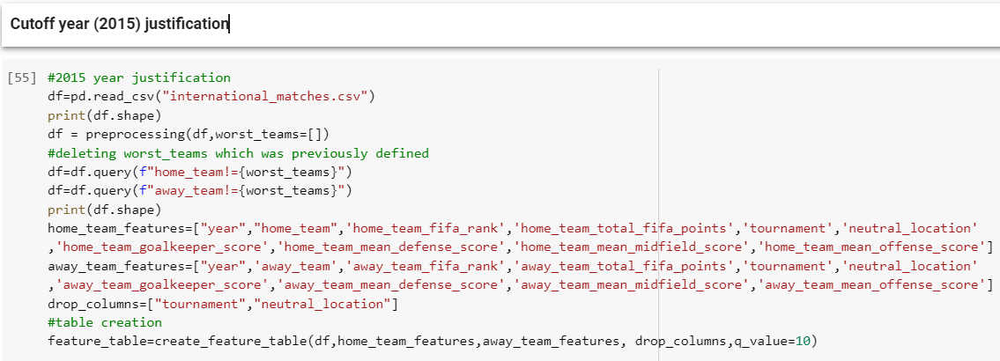 Cutoff year (2015) justification
[55] #2015 year justification
df=pd.read_csv("international_matches.csv")
print(df.shape)
df = preprocessing(df,worst_teams=[])
#deleting worst_teams which was previously defined
df=df.query(f"home_team!={worst_teams}")
df=df.query(f"away_team!={worst_teams}")
print(df.shape)
home_team_features=["year","home_team",'home_team_fifa_rank','home_team_total_fifa_points','tournament','neutral_location'
,'home_team_goalkeeper_score','home_team_mean_defense_score','home_team_mean_midfield_score','home_team_mean_offense_score']
away_team_features=["year",'away_team','away_team_fifa_rank','away_team_total_fifa_points','tournament','neutral_location'
,'away_team_goalkeeper_score','away_team_mean_defense_score','away_team_mean_midfield_score','away_team_mean_offense_score']
drop_columns=["tournament","neutral_location"]
#table creation
feature_table=create_feature_table(df,home_team_features,away_team_features, drop_columns,q_value=10)